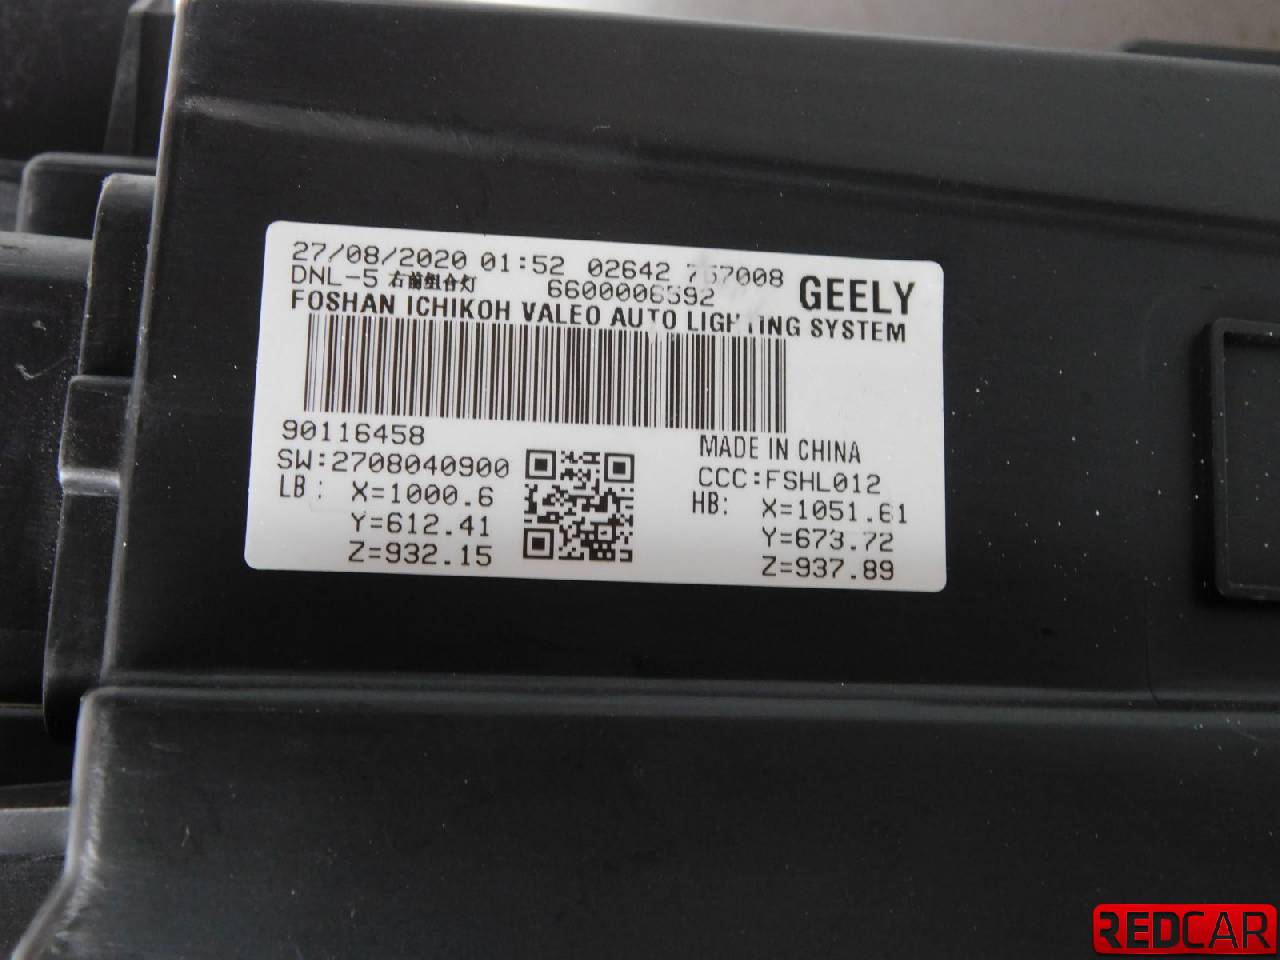 27/08/2020 01:52 02642 767008
DNL-5 右前组合灯 6600006592
GEELY
FOSHAN ICHIKOH VALEO AUTO LIGHTING SYSTEM
90116458
MADE IN CHINA
SW:2708040900
CCC:FSHL012
LB: X=1000.6
Y=612.41
Z=932.15
HB: X=1051.61
Y=673.72
Z=937.89
REDCAR